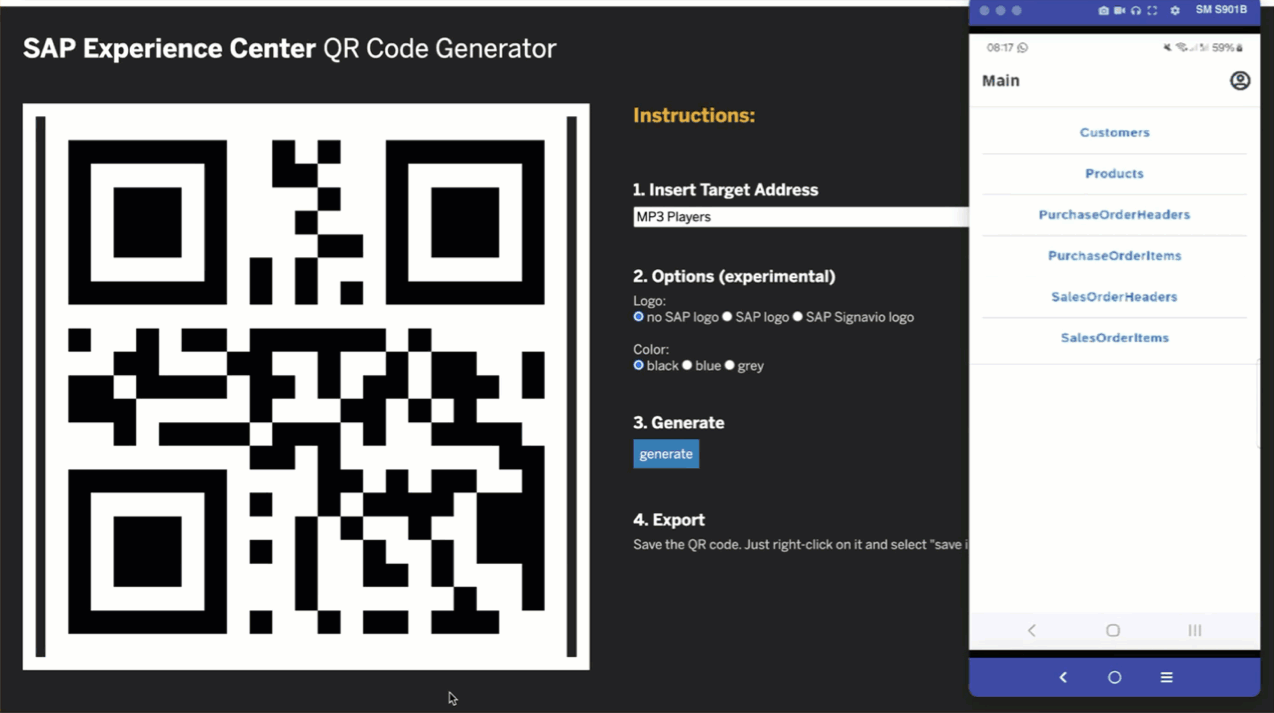 SAP Experience Center QR Code Generator
Instructions:
1. Insert Target Address
MP3 Players
2. Options (experimental)
Logo:
no SAP logo SAP logo SAP Signavio logo
Color:
black blue grey
3. Generate
generate
4. Export
Save the QR code. Just right-click on it and select "save i
SM S901B
08:17 59%
Main
Customers
Products
PurchaseOrderHeaders
PurchaseOrderItems
SalesOrderHeaders
SalesOrderItems